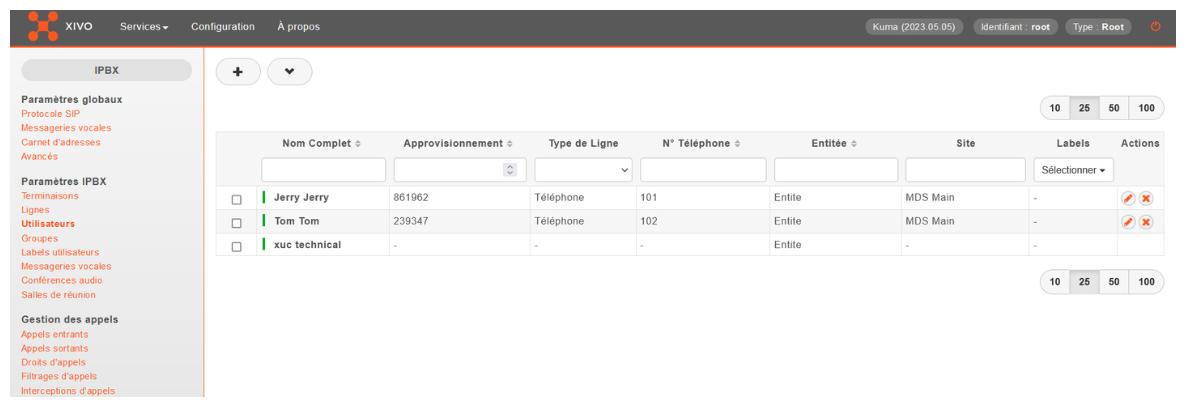 XIVO Services Configuration À propos Kuma (2023.05.05) Identifiant : root Type : Root
IPBX
Paramètres globaux
Protocole SIP
Messageries vocales
Carnet d'adresses
Avancés
Paramètres IPBX
Terminaisons
Lignes
Utilisateurs
Groupes
Labels utilisateurs
Messageries vocales
Conférences audio
Salles de réunion
Gestion des appels
Appels entrants
Appels sortants
Droits d'appels
Filtrages d'appels
Interceptions d'appels
10 25 50 100
Nom Complet Approvisionnement Type de Ligne N° Téléphone Entitée Site Labels Actions
Sélectionner
Jerry Jerry 861962 Téléphone 101 Entite MDS Main -
Tom Tom 239347 Téléphone 102 Entite MDS Main -
xuc technical - - - Entite - -
10 25 50 100